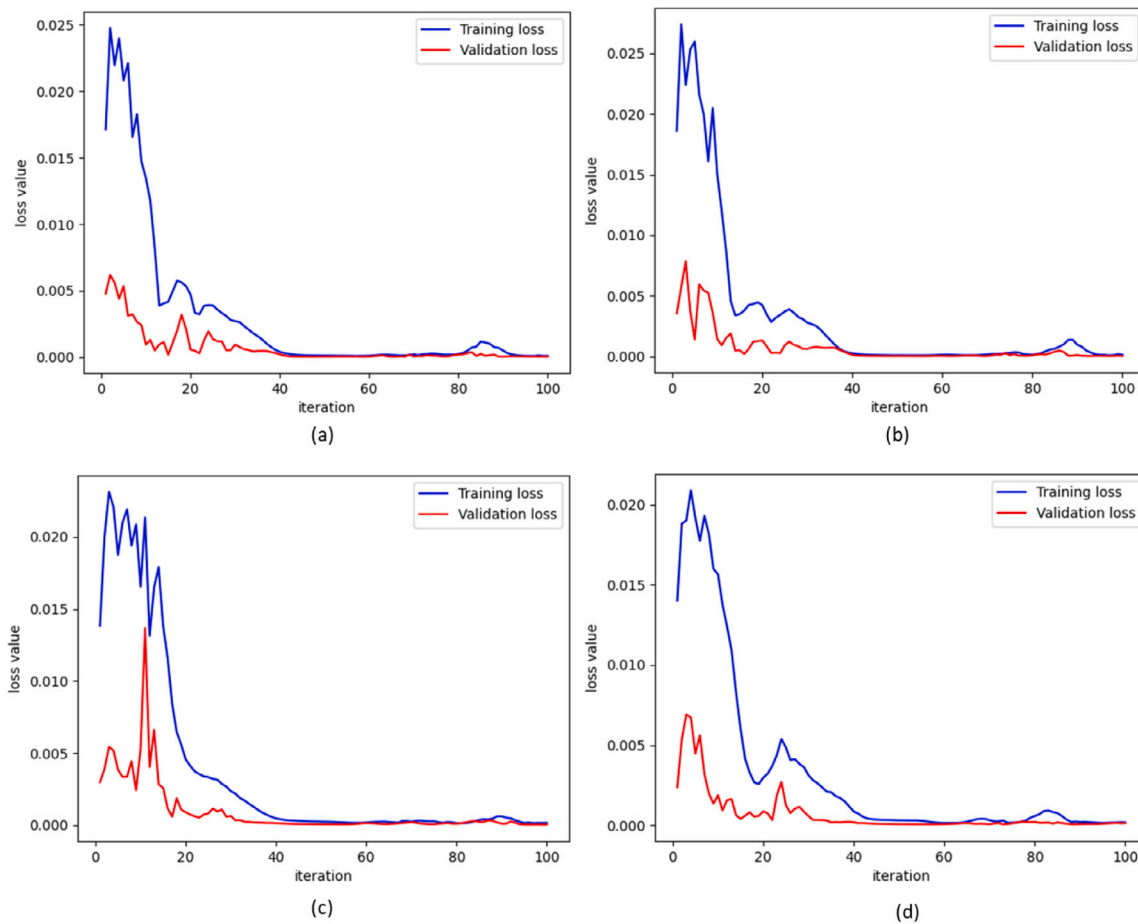 Training loss
Validation loss
0.025
0.020
0.015
0.010
0.005
0.000
loss value
0 20 40 60 80 100
iteration
(a)
Training loss
Validation loss
0.025
0.020
0.015
0.010
0.005
0.000
loss value
0 20 40 60 80 100
iteration
(b)
Training loss
Validation loss
0.020
0.015
0.010
0.005
0.000
loss value
0 20 40 60 80 100
iteration
(c)
Training loss
Validation loss
0.020
0.015
0.010
0.005
0.000
loss value
0 20 40 60 80 100
iteration
(d)